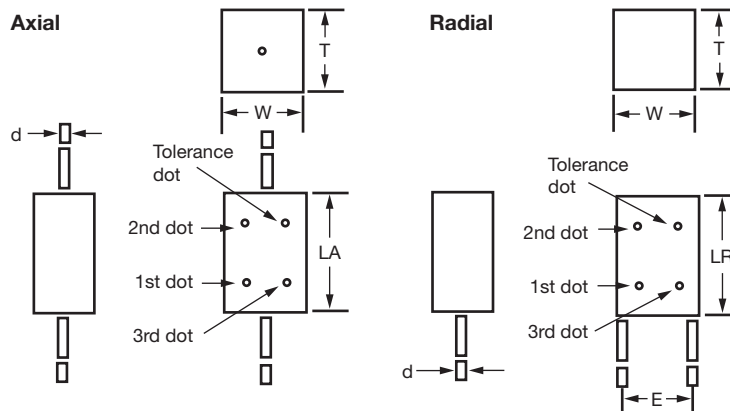 Axial
T
W
d
Tolerance
dot
2nd dot
LA
1st dot
3rd dot
Radial
T
W
Tolerance
dot
2nd dot
LR
1st dot
3rd dot
d
E